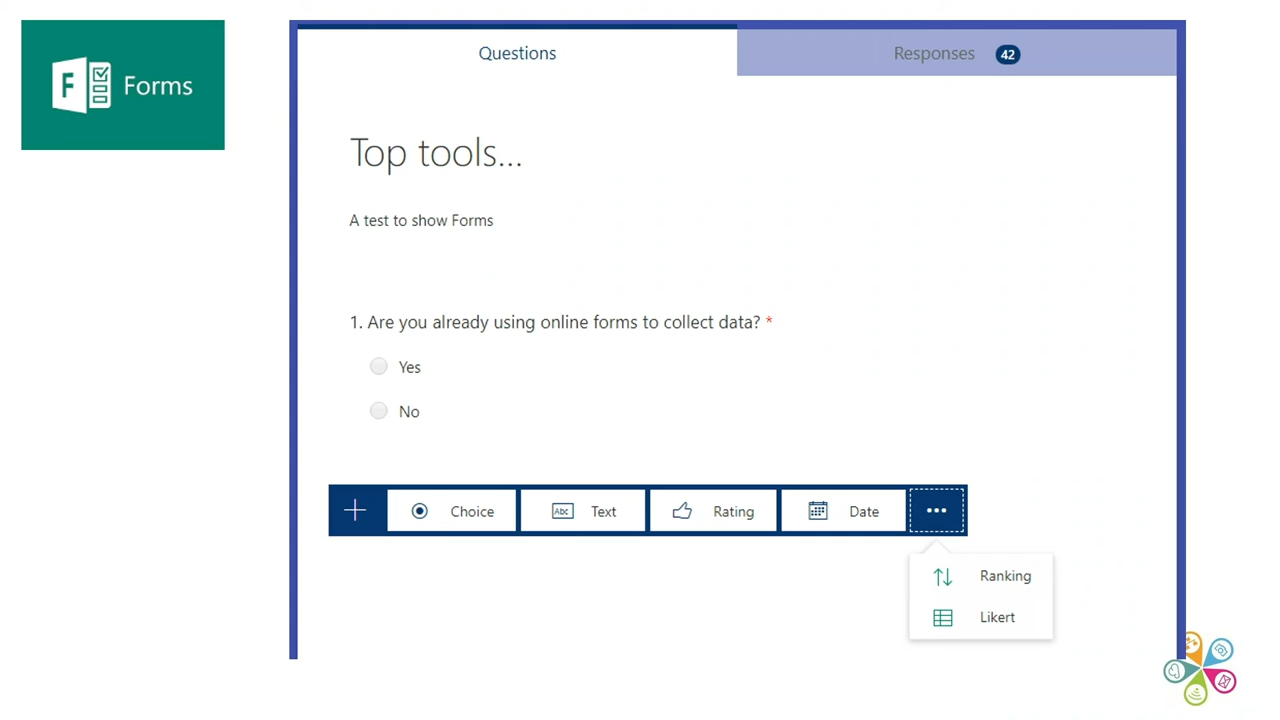 F Forms
Questions
Responses 42
Top tools...
A test to show Forms
1. Are you already using online forms to collect data? *
Yes
No
Choice
Abc Text
Rating
Date
Ranking
Likert